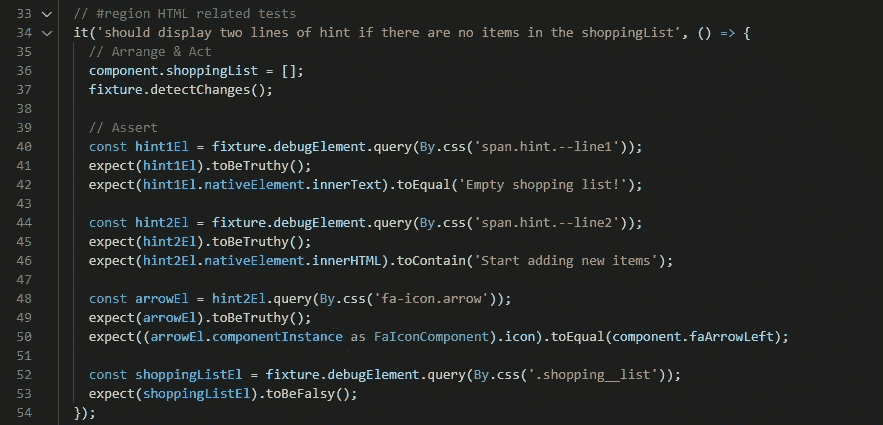 33 // #region HTML related tests
34 it('should display two lines of hint if there are no items in the shoppingList', () => {
35 // Arrange & Act
36 component.shoppingList = [];
37 fixture.detectChanges();
38
39 // Assert
40 const hint1El = fixture.debugElement.query(By.css('span.hint.--line1'));
41 expect(hint1El).toBeTruthy();
42 expect(hint1El.nativeElement.innerText).toEqual('Empty shopping list!');
43
44 const hint2El = fixture.debugElement.query(By.css('span.hint.--line2'));
45 expect(hint2El).toBeTruthy();
46 expect(hint2El.nativeElement.innerHTML).toContain('Start adding new items');
47
48 const arrowEl = hint2El.query(By.css('fa-icon.arrow'));
49 expect(arrowEl).toBeTruthy();
50 expect((arrowEl.componentInstance as FaIconComponent).icon).toEqual(component.faArrowLeft);
51
52 const shoppingListEl = fixture.debugElement.query(By.css('.shopping__list'));
53 expect(shoppingListEl).toBeFalsy();
54 });